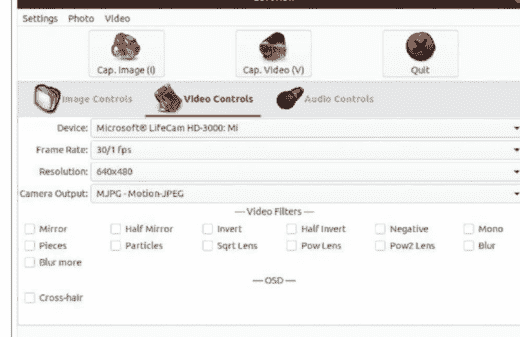 Settings Photo Video
Cap. Image (I) Cap. Video (V) Quit
Image Controls Video Controls Audio Controls
Device: Microsoft® LifeCam HD-3000: Mi
Frame Rate: 30/1 fps
Resolution: 640x480
Camera Output: MJPG - Motion-JPEG
--- Video Filters ---
Mirror Half Mirror Invert Half Invert Negative Mono
Pieces Particles Sqrt Lens Pow Lens Pow2 Lens Blur
Blur more
--- OSD ---
Cross-hair